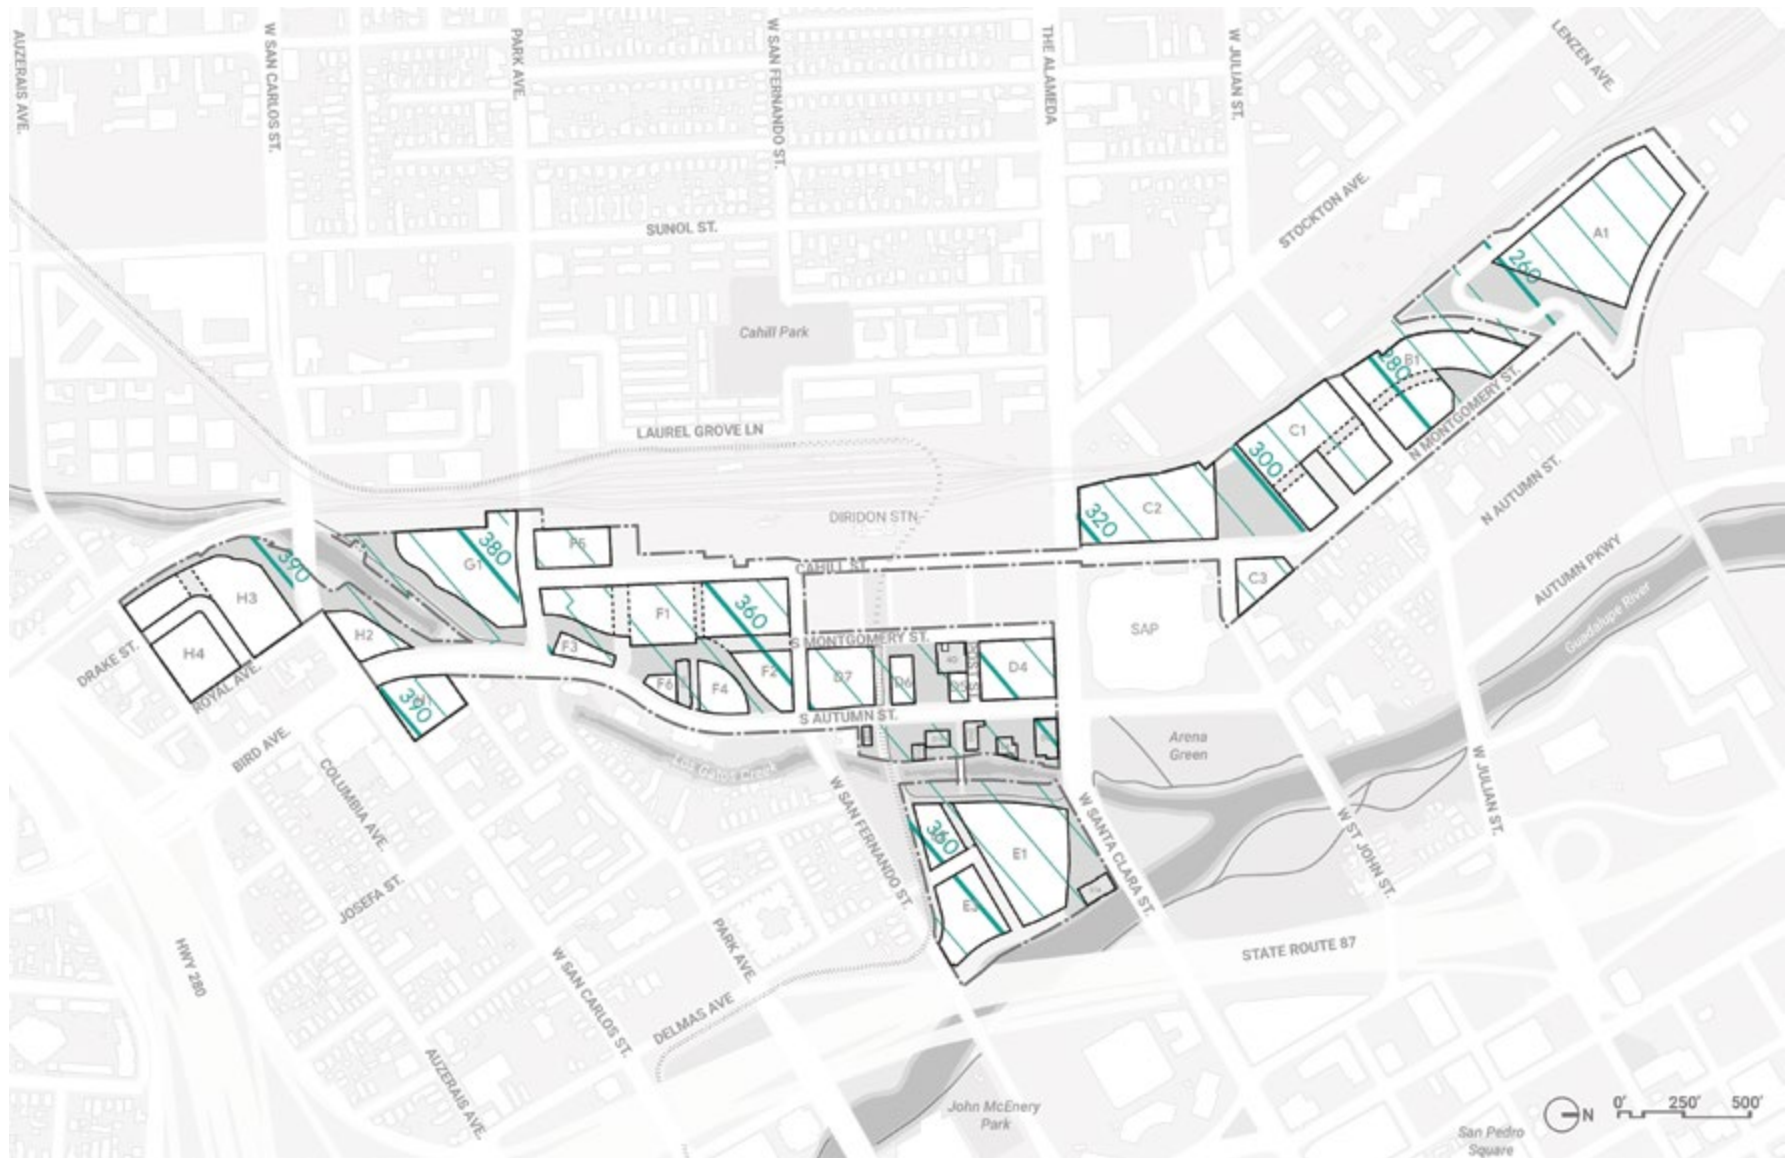 AUZERAIS AVE.
W SAN CARLOS ST.
PARK AVE.
W SAN FERNANDO ST.
THE ALAMEDA
W JULIAN ST.
LENZEN AVE.
STOCKTON AVE.
SUNOL ST.
A1
260
Cahill Park
B1
280
N MONTGOMERY ST.
LAUREL GROVE LN
C1
300
N AUTUMN ST.
C2
320
DIRIDON STN.
380
G1
F5
390
CAHILL ST.
C3
AUTUMN PKWY
Guadalupe River
H3
F1
360
H2
H4
F3
S MONTGOMERY ST.
SAP
DRAKE ST.
ROYAL AVE.
F6
F4
F2
D7
D6
POST ST.
D5
D4
390
S AUTUMN ST.
BIRD AVE.
COLUMBIA AVE.
Los Gatos Creek
Arena
Green
W SAN FERNANDO ST.
360
E1
E3
W SANTA CLARA ST.
W ST JOHN ST.
W JULIAN ST.
JOSEFA ST.
HWY 280
W SAN CARLOS ST.
PARK AVE.
DELMAS AVE
STATE ROUTE 87
AUZERAIS AVE.
John McEnery
Park
San Pedro
Square
N
0' 250' 500'